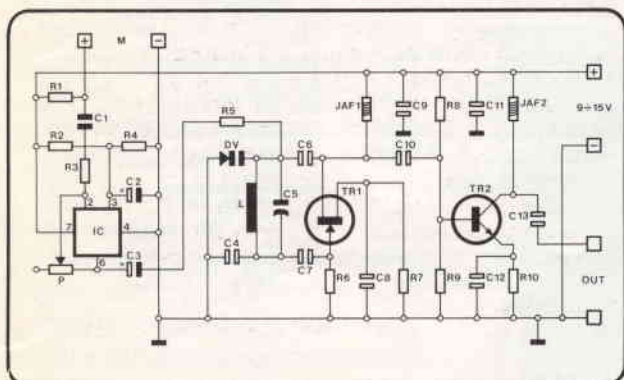 + M -
R1
C1
JAF1
C9
R8
C11
JAF2
+
9÷15V
R2
R4
R5
-
R3
DV
C6
C10
C2
2
3
L
C5
TR1
TR2
7
IC
4
C13
C3
6
P
C4
C7
R6
C8
R7
R9
C12
R10
OUT